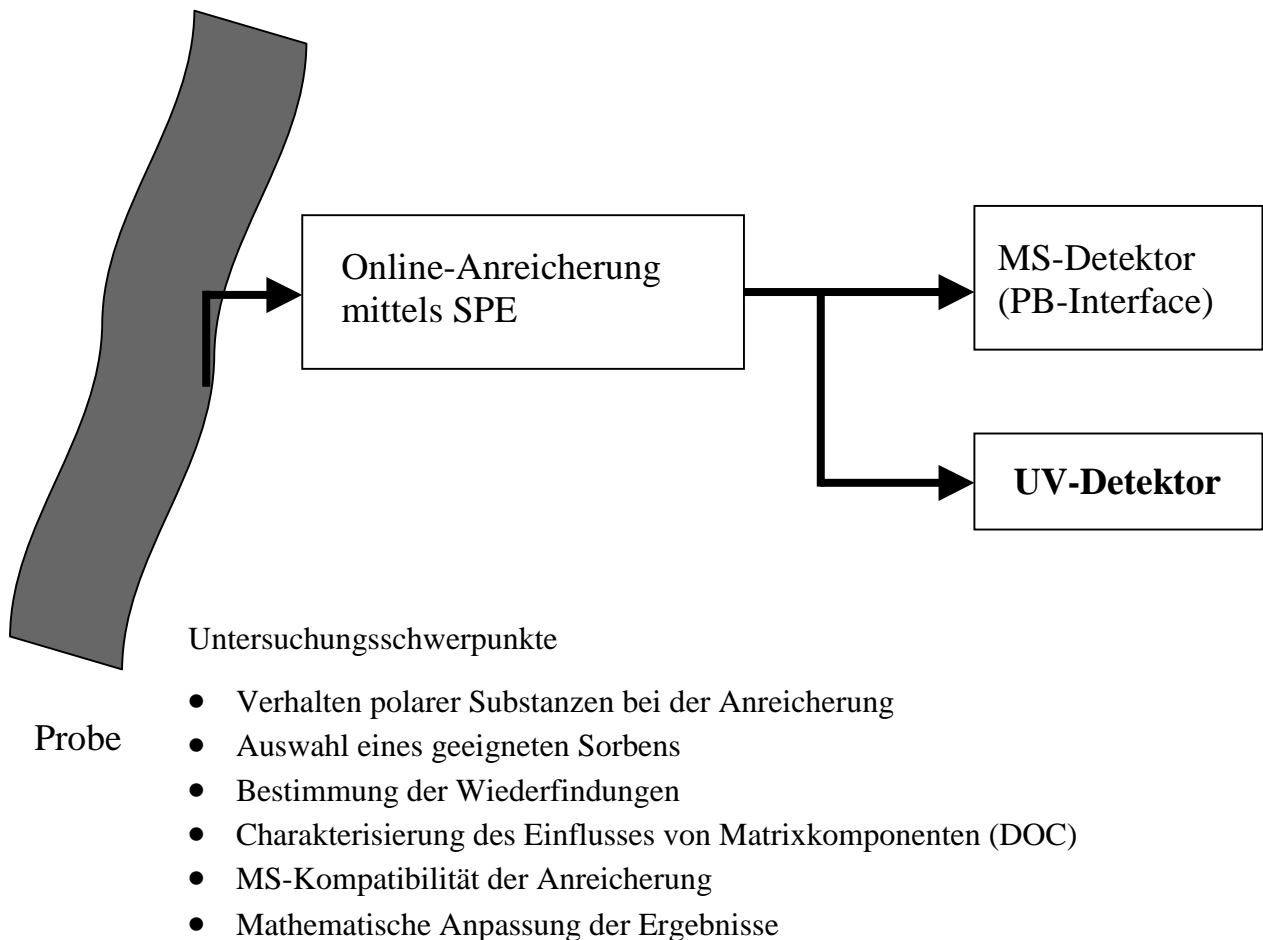 Online-Anreicherung
mittels SPE
MS-Detektor
(PB-Interface)
UV-Detektor
Probe
Untersuchungsschwerpunkte
• Verhalten polarer Substanzen bei der Anreicherung
• Auswahl eines geeigneten Sorbens
• Bestimmung der Wiederfindungen
• Charakterisierung des Einflusses von Matrixkomponenten (DOC)
• MS-Kompatibilität der Anreicherung
• Mathematische Anpassung der Ergebnisse